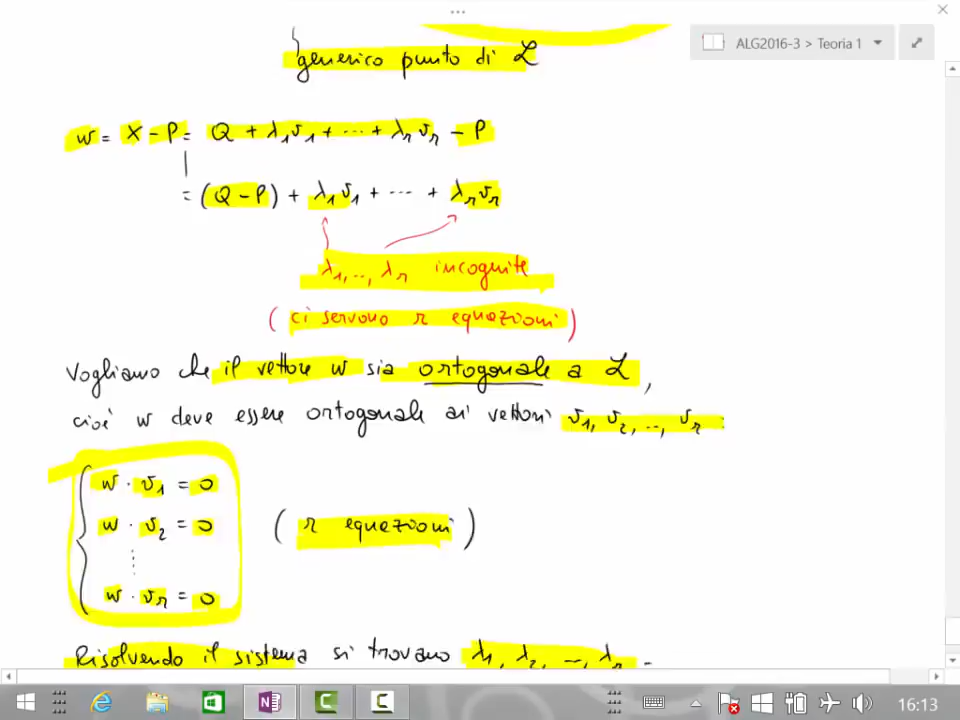 ALG2016-3 > Teoria 1
generico punto di L
w = X - P = Q + λ₁v₁ + ... + λᵣvᵣ - P
= (Q - P) + λ₁v₁ + ... + λᵣvᵣ
λ₁, .., λᵣ incognite
( ci servono r equazioni )
Vogliamo che il vettore w sia ortogonale a L,
cioè w deve essere ortogonale ai vettori v₁, v₂, .., vᵣ :
w · v₁ = 0
w · v₂ = 0
( r equazioni )
⋮
w · vᵣ = 0
Risolvendo il sistema si trovano λ₁, λ₂, ..., λᵣ .
16:13